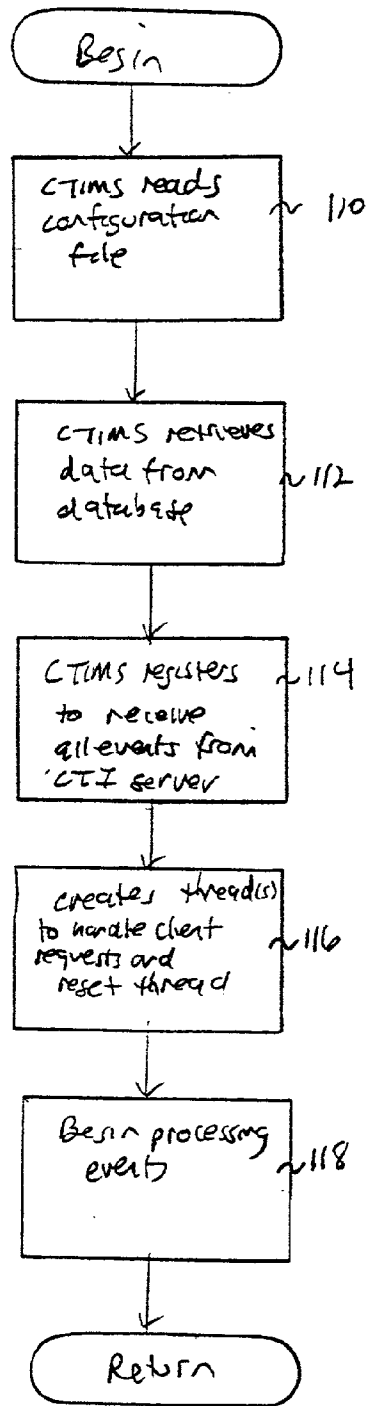 Begin
CTIMS reads
configuration
file
110
CTIMS retrieves
data from
database
112
CTIMS registers
to receive
all events from
CTI server
114
creates thread(s)
to handle client
requests and
reset thread
116
Begin processing
events
118
Return